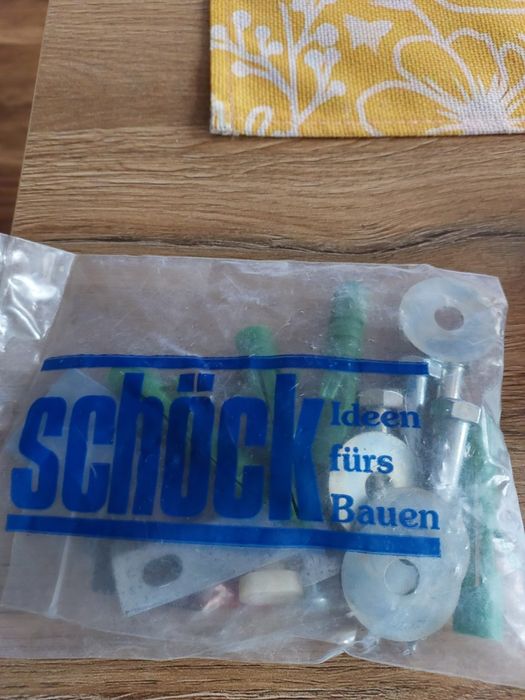 schöck
Ideen
fürs
Bauen